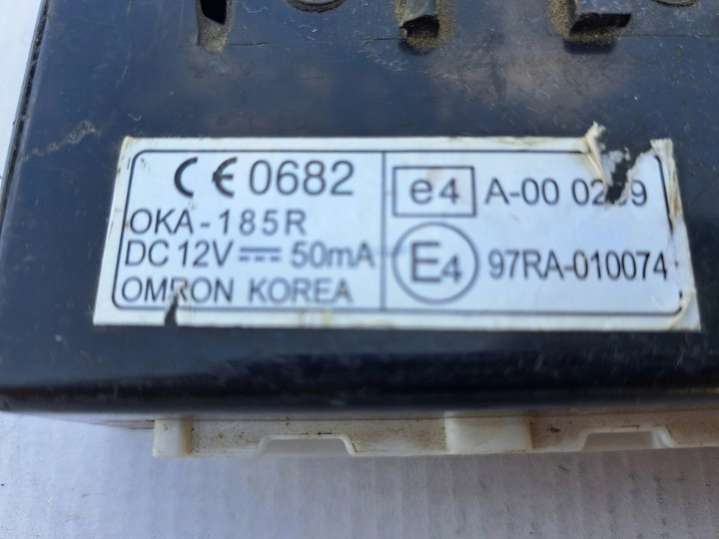 CE 0682
OKA-185R
DC 12V 50mA
OMRON KOREA
e4 A-00
E4 97RA-010074